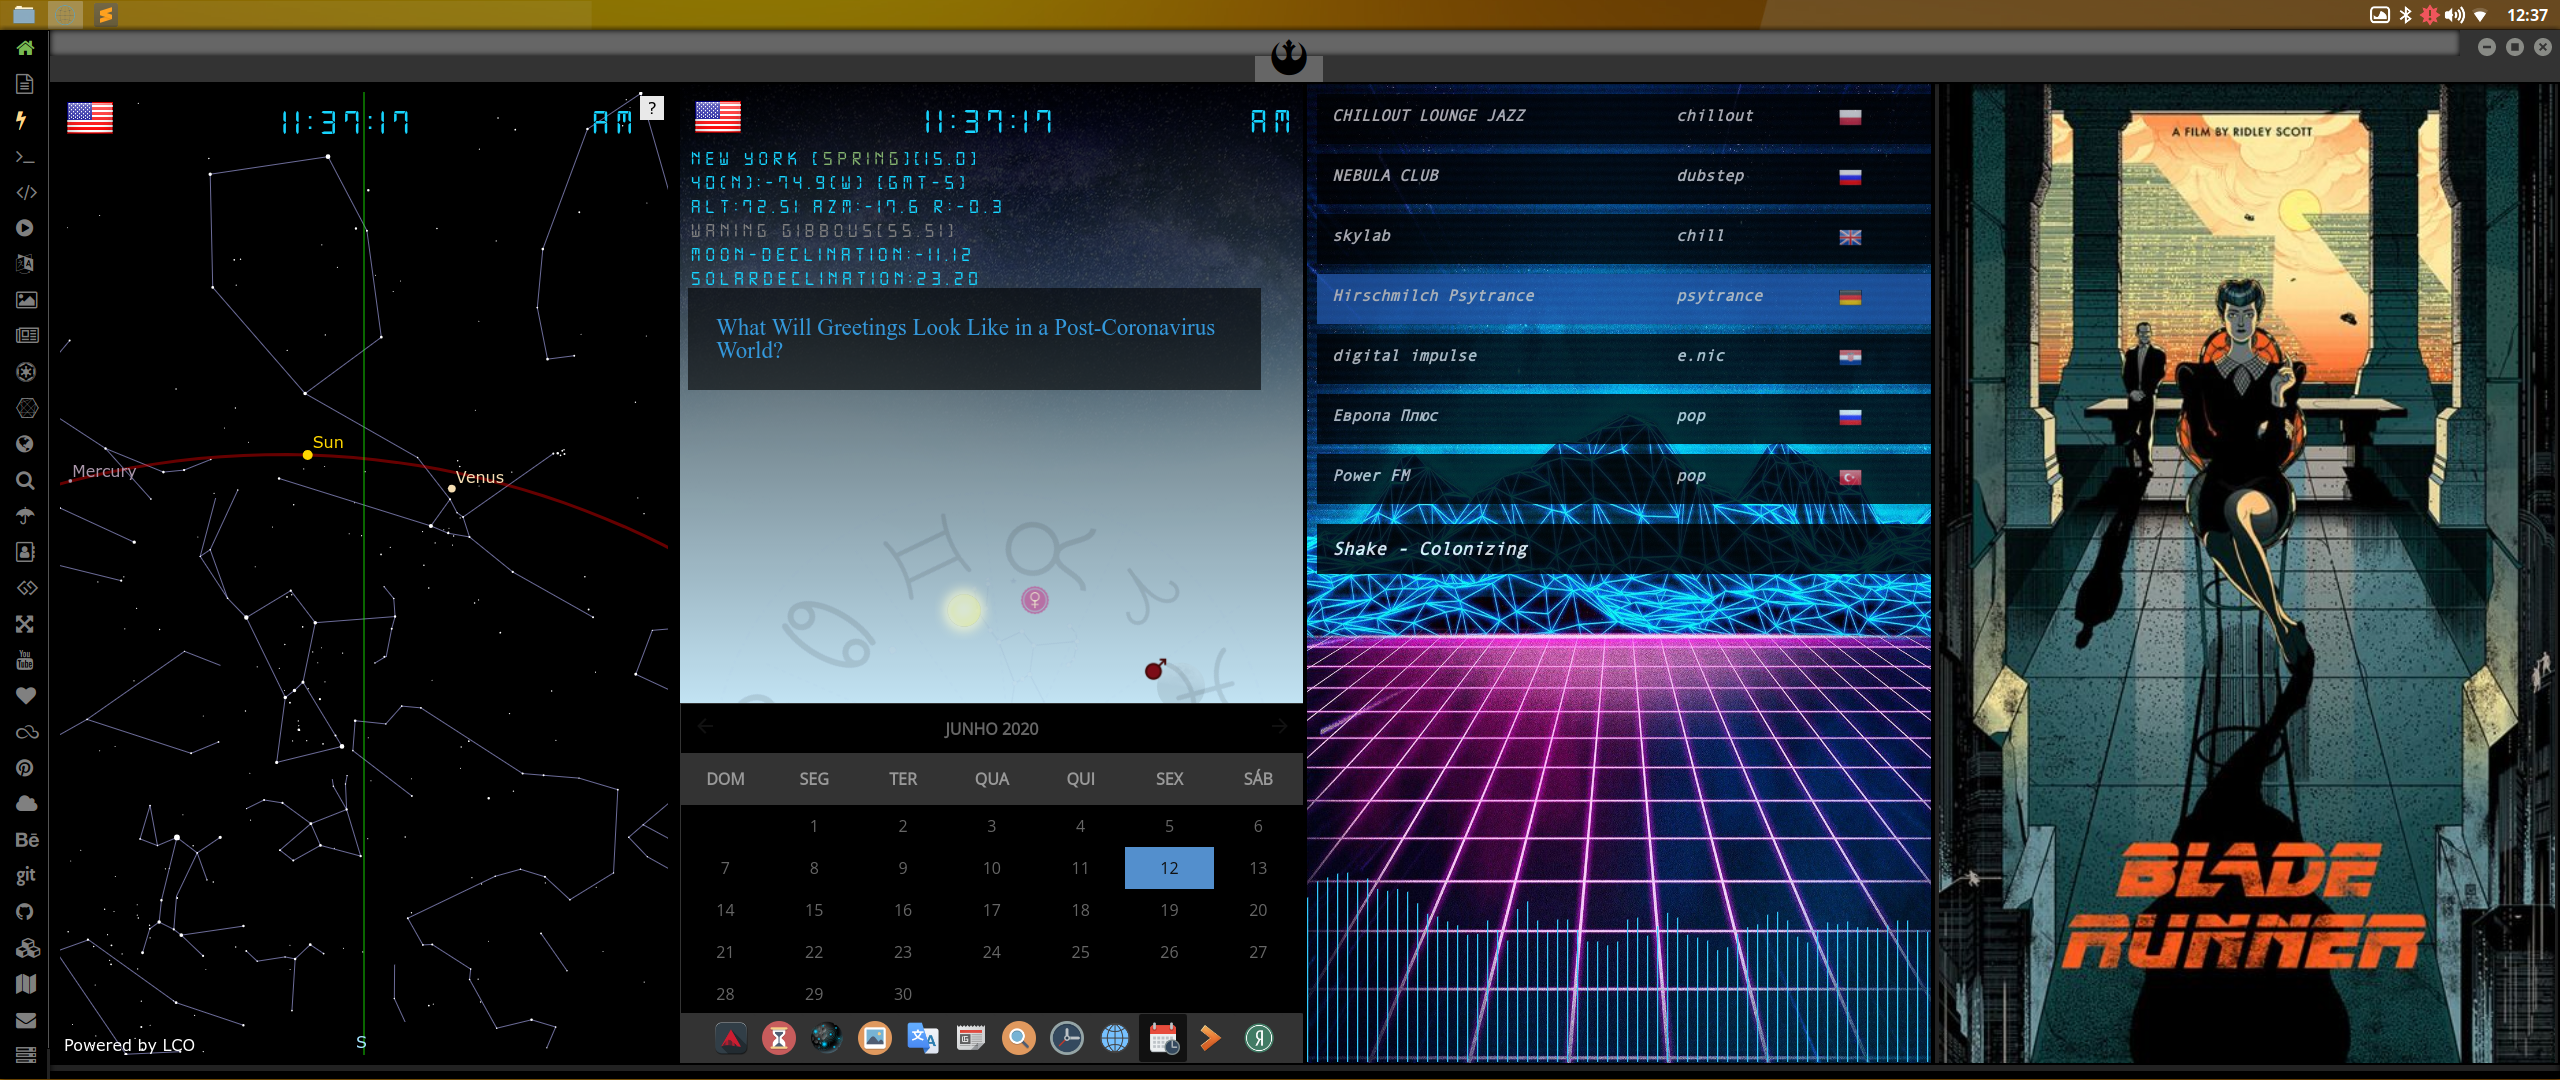 12:37
11:37:17 AM
?
Sun
Mercury
Venus
S
Powered by LCO
You
Tube
Bē
git
11:37:17 AM
NEW YORK [SPRING][15.0]
40(N):-74.9(W) [GMT-5]
ALT:72.51 AZM:-17.6 R:-0.3
WANING GIBBOUS[55.51]
MOON-DECLINATION:-11.12
SOLARDECLINATION:23.20
What Will Greetings Look Like in a Post-Coronavirus
World?
JUNHO 2020
DOM SEG TER QUA QUI SEX SÁB
1 2 3 4 5 6
7 8 9 10 11 12 13
14 15 16 17 18 19 20
21 22 23 24 25 26 27
28 29 30
CHILLOUT LOUNGE JAZZ chillout
NEBULA CLUB dubstep
skylab chill
Hirschmilch Psytrance psytrance
digital impulse e.nic
Европа Плюс pop
Power FM pop
Shake - Colonizing
A FILM BY RIDLEY SCOTT
BLADE
RUNNER